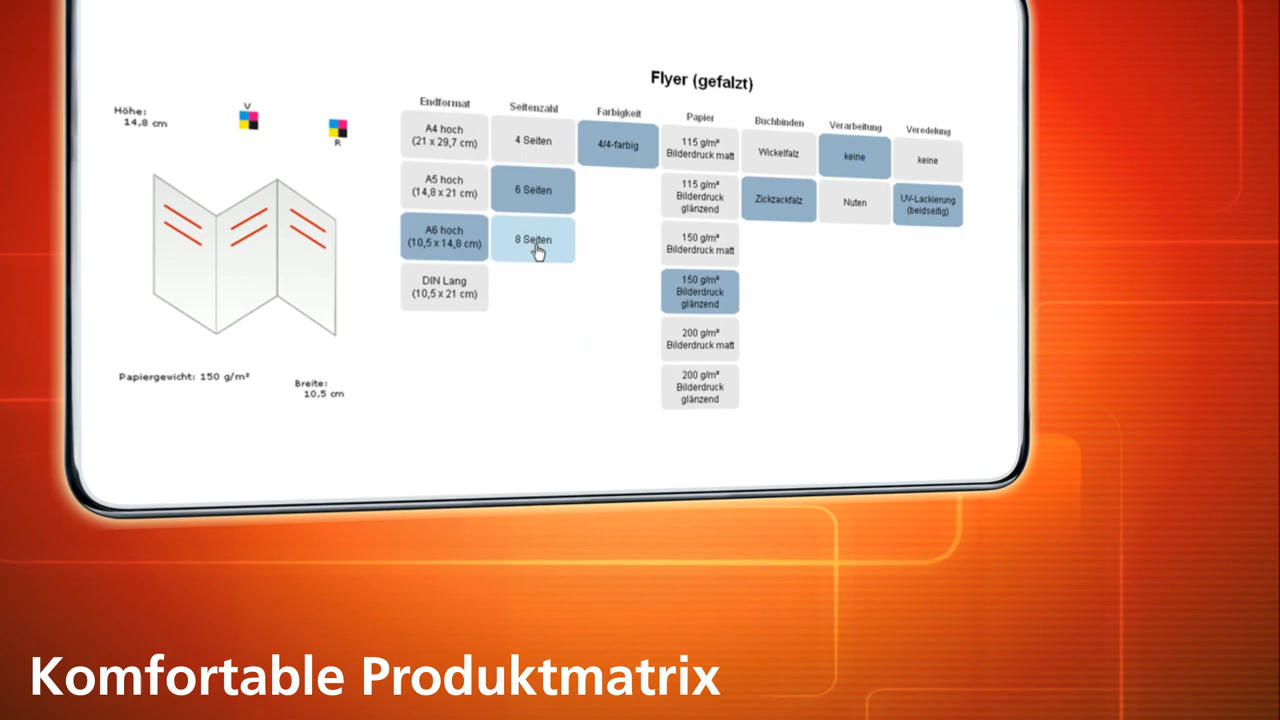 Flyer (gefalzt)
Höhe:
14,8 cm
V
R
Papiergewicht: 150 g/m²
Breite:
10,5 cm
Endformat
A4 hoch
(21 x 29,7 cm)
A5 hoch
(14,8 x 21 cm)
A6 hoch
(10,5 x 14,8 cm)
DIN Lang
(10,5 x 21 cm)
Seitenzahl
4 Seiten
6 Seiten
8 Seiten
Farbigkeit
4/4-farbig
Papier
115 g/m²
Bilderdruck matt
115 g/m²
Bilderdruck
glänzend
150 g/m²
Bilderdruck matt
150 g/m²
Bilderdruck
glänzend
200 g/m²
Bilderdruck matt
200 g/m²
Bilderdruck
glänzend
Buchbinden
Wickelfalz
Zickzackfalz
Verarbeitung
keine
Nuten
Veredelung
keine
UV-Lackierung
(beidseitig)
Komfortable Produktmatrix